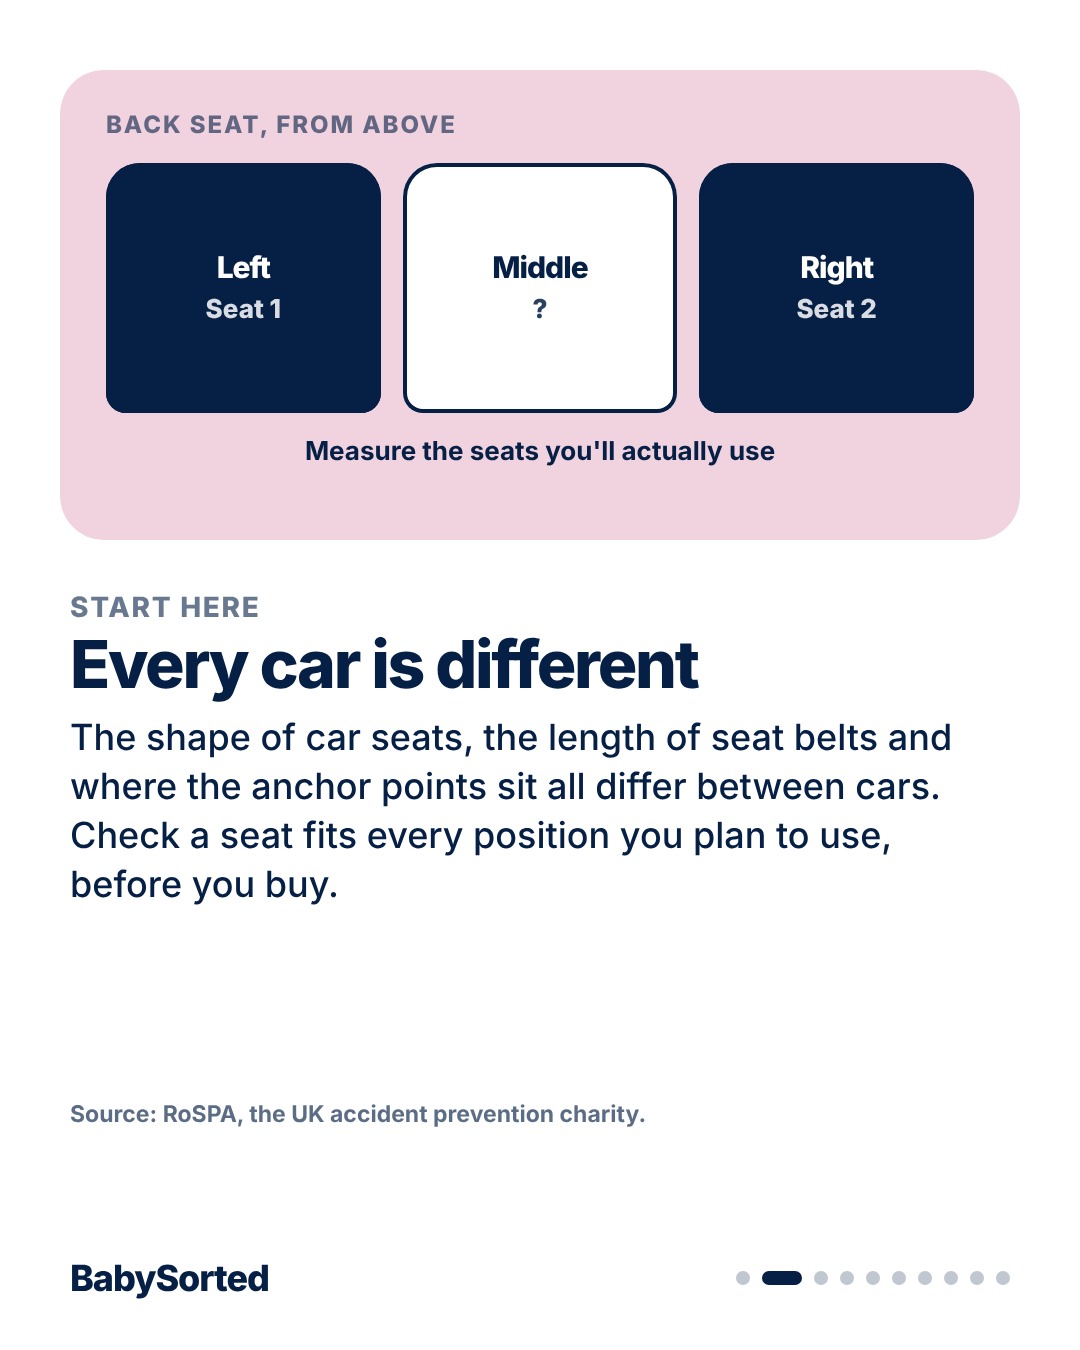 BACK SEAT, FROM ABOVE
Left
Seat 1
Middle
?
Right
Seat 2
Measure the seats you'll actually use
START HERE
Every car is different
The shape of car seats, the length of seat belts and
where the anchor points sit all differ between cars.
Check a seat fits every position you plan to use,
before you buy.
Source: RoSPA, the UK accident prevention charity.
BabySorted